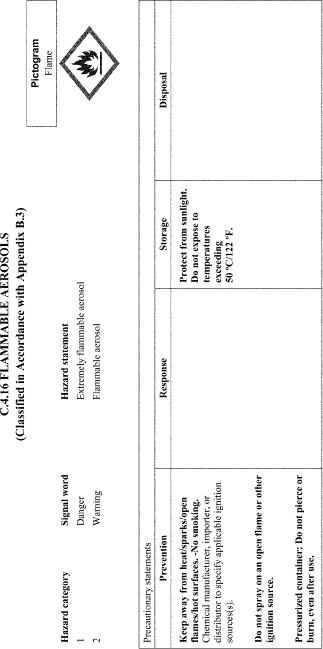 C.4.16 FLAMMABLE AEROSOLS
(Classified in Accordance with Appendix B.3)
Pictogram
Flame
Hazard category Signal word Hazard statement
1 Danger Extremely flammable aerosol
2 Warning Flammable aerosol
Precautionary statements
Prevention Response Storage Disposal
Keep away from heat/sparks/open
flames/hot surfaces. -No smoking.
Chemical manufacturer, importer, or
distributor to specify applicable ignition
sources(s).
Do not spray on an open flame or other
ignition source.
Pressurized container: Do not pierce or
burn, even after use.
Protect from sunlight.
Do not expose to
temperatures
exceeding
50 °C/122 °F.